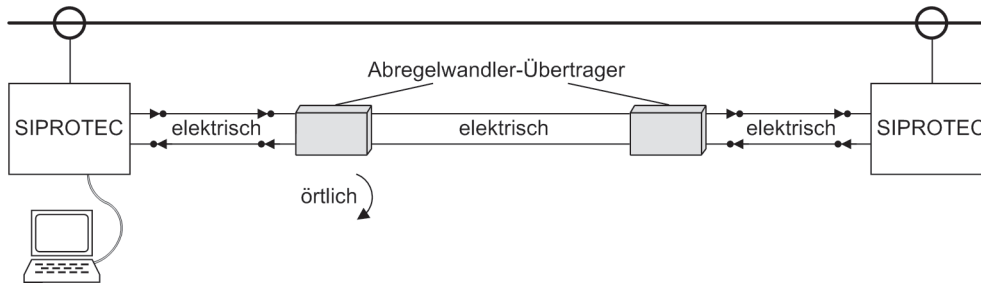 Abregelwandler-Übertrager
SIPROTEC elektrisch elektrisch elektrisch SIPROTEC
örtlich